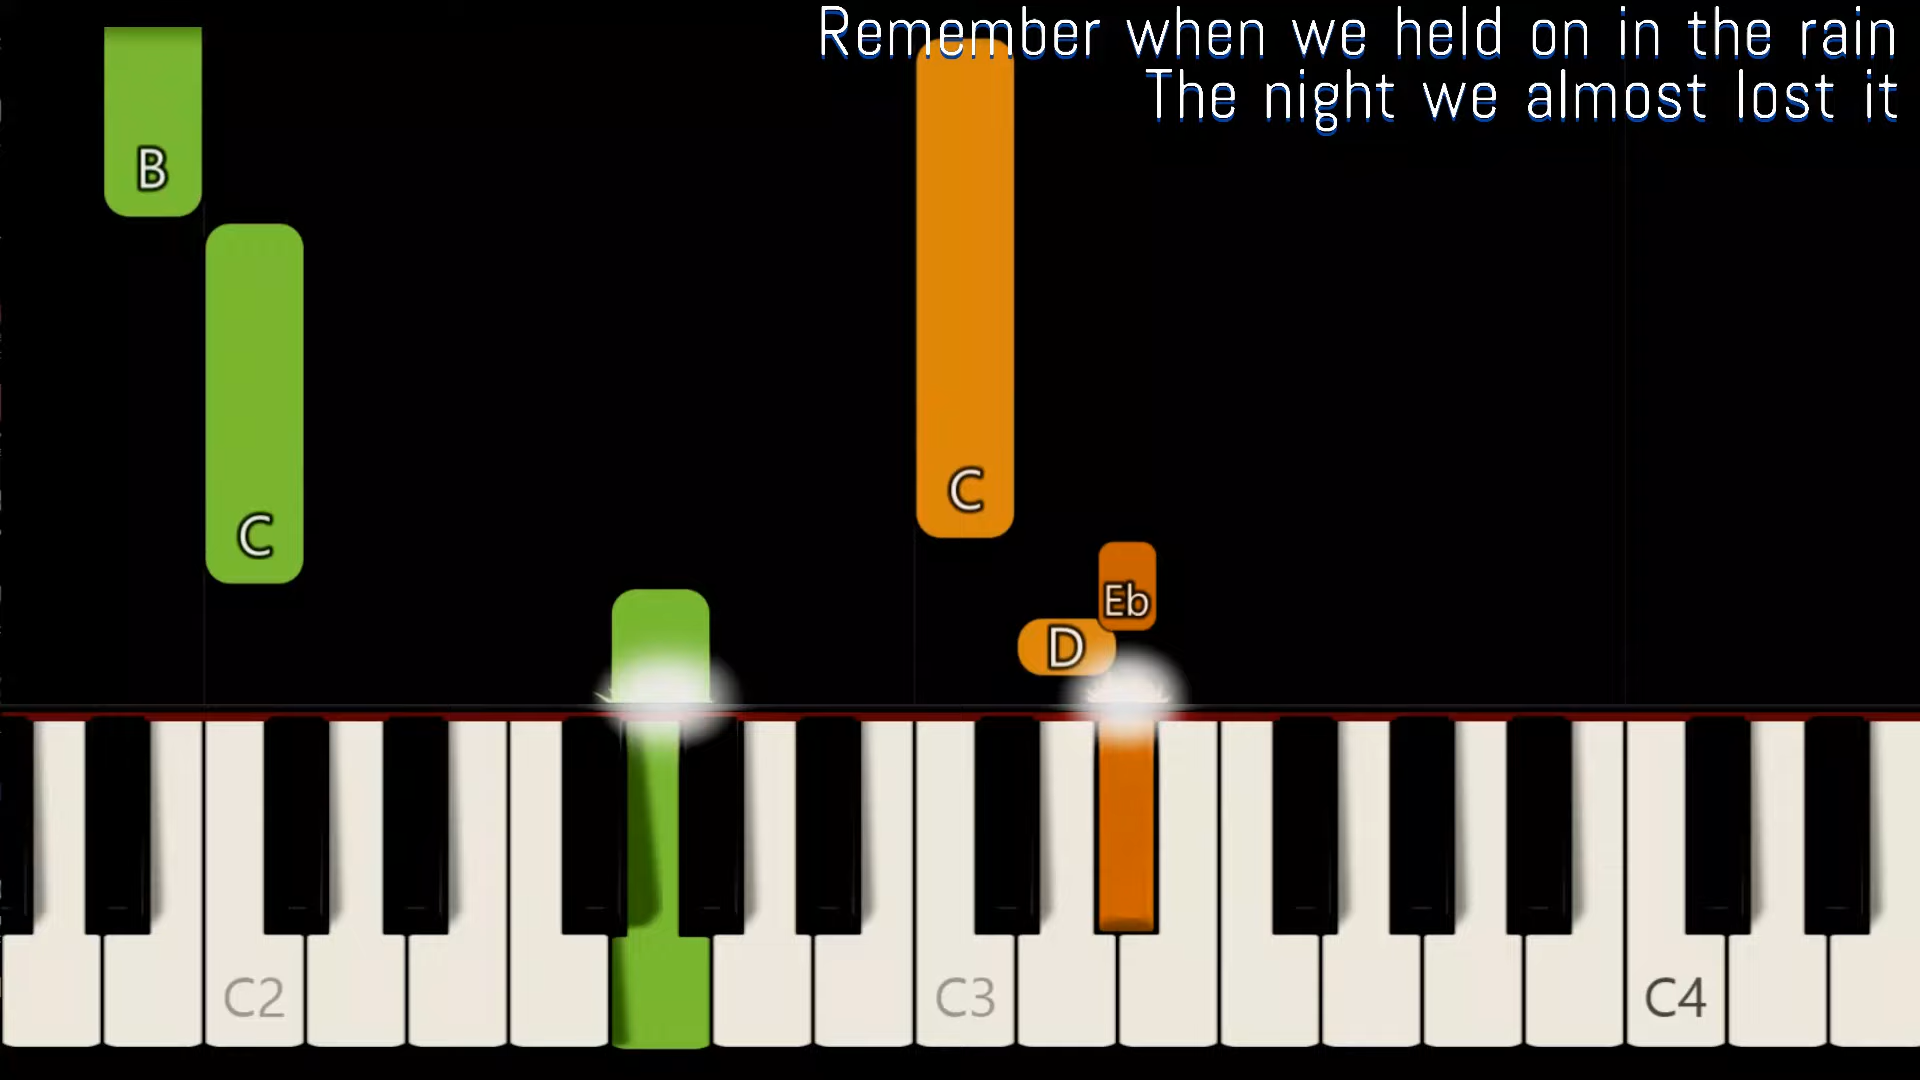 Remember when we held on in the rain
The night we almost lost it
B
C
C
Eb
D
C2
C3
C4